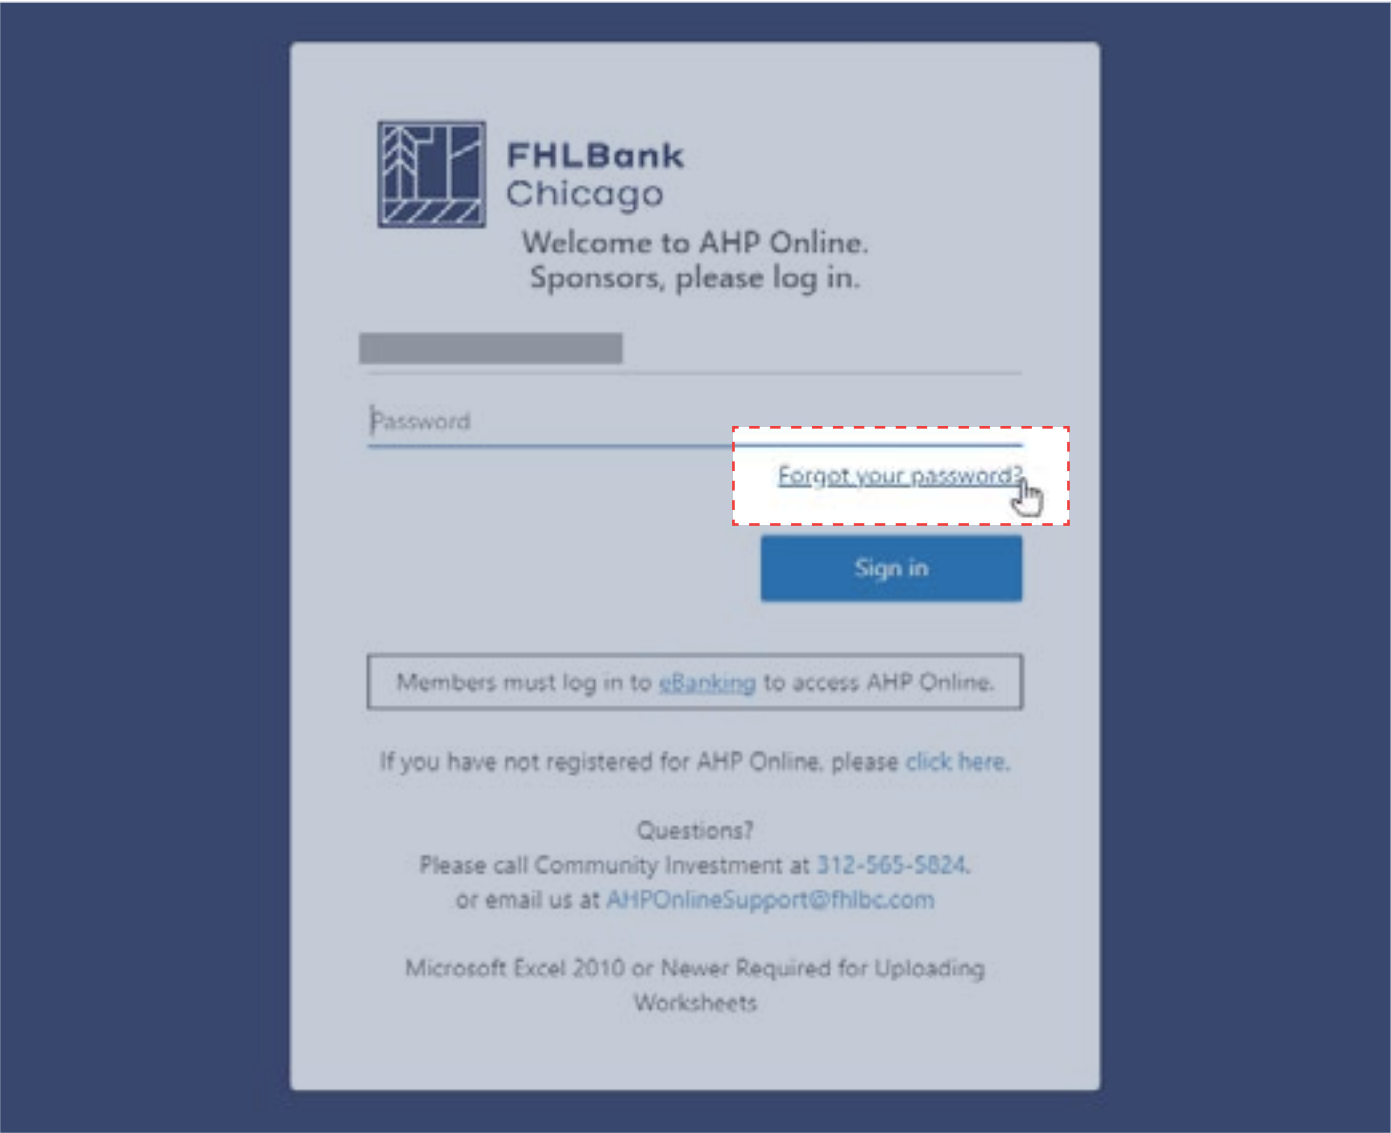 FHLBank
Chicago
Welcome to AHP Online.
Sponsors, please log in.
Password
Forgot your password?
Sign in
Members must log in to eBanking to access AHP Online.
If you have not registered for AHP Online, please click here.
Questions?
Please call Community Investment at 312-565-5824.
or email us at AHPOnlineSupport@fhlbc.com
Microsoft Excel 2010 or Newer Required for Uploading
Worksheets